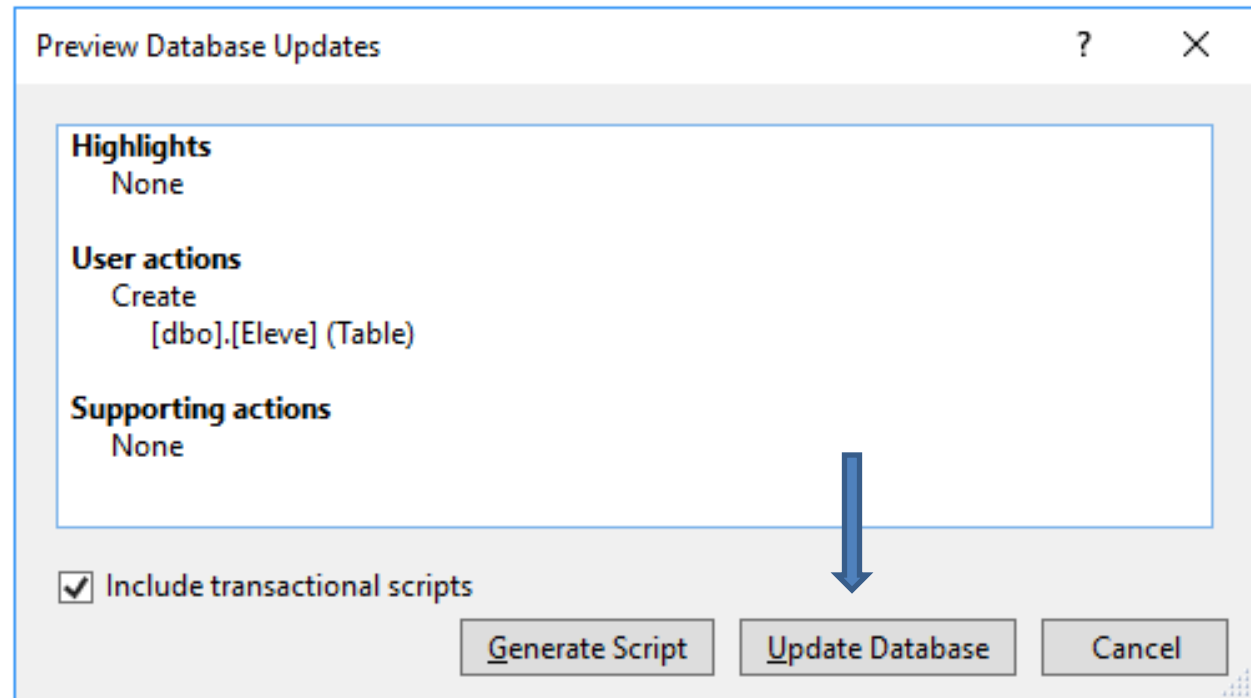 Preview Database Updates ?
Highlights
None
User actions
Create
[dbo].[Eleve] (Table)
Supporting actions
None
Include transactional scripts
Generate Script Update Database Cancel